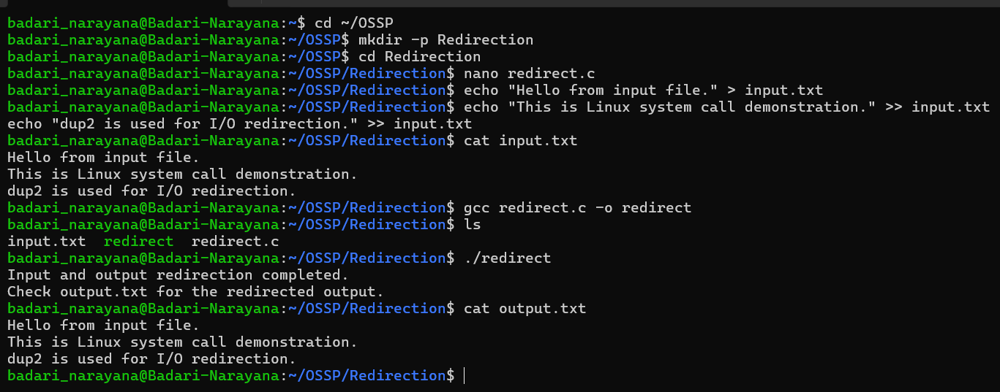 badari_narayana@Badari-Narayana:~$ cd ~/OSSP
badari_narayana@Badari-Narayana:~/OSSP$ mkdir -p Redirection
badari_narayana@Badari-Narayana:~/OSSP$ cd Redirection
badari_narayana@Badari-Narayana:~/OSSP/Redirection$ nano redirect.c
badari_narayana@Badari-Narayana:~/OSSP/Redirection$ echo "Hello from input file." > input.txt
badari_narayana@Badari-Narayana:~/OSSP/Redirection$ echo "This is Linux system call demonstration." >> input.txt
echo "dup2 is used for I/O redirection." >> input.txt
badari_narayana@Badari-Narayana:~/OSSP/Redirection$ cat input.txt
Hello from input file.
This is Linux system call demonstration.
dup2 is used for I/O redirection.
badari_narayana@Badari-Narayana:~/OSSP/Redirection$ gcc redirect.c -o redirect
badari_narayana@Badari-Narayana:~/OSSP/Redirection$ ls
input.txt  redirect  redirect.c
badari_narayana@Badari-Narayana:~/OSSP/Redirection$ ./redirect
Input and output redirection completed.
Check output.txt for the redirected output.
badari_narayana@Badari-Narayana:~/OSSP/Redirection$ cat output.txt
Hello from input file.
This is Linux system call demonstration.
dup2 is used for I/O redirection.
badari_narayana@Badari-Narayana:~/OSSP/Redirection$